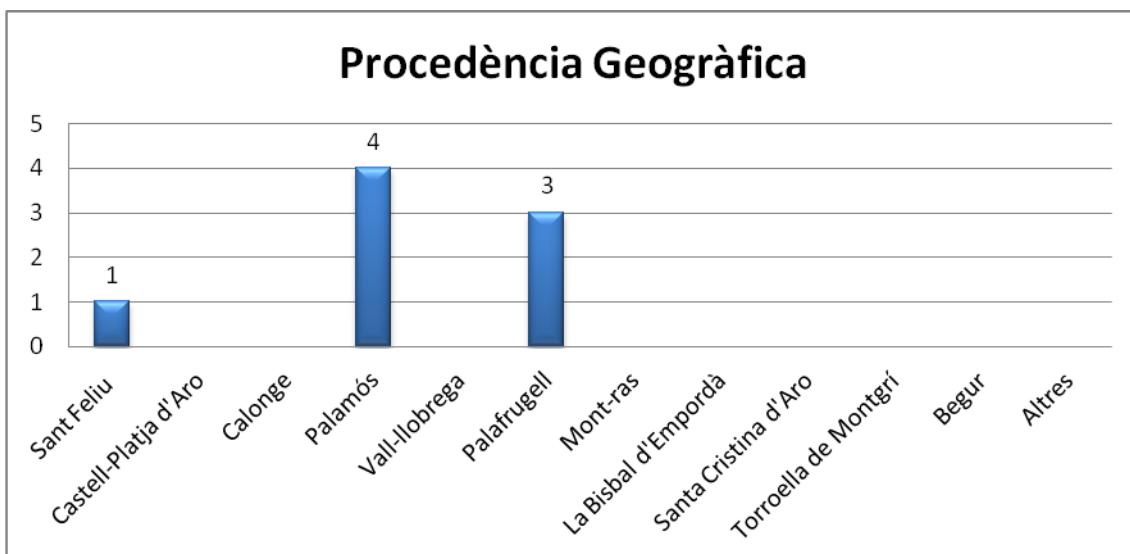 Procedència Geogràfica
5
4
3
2
1
0
1
4
3
Sant Feliu
Castell-Platja d'Aro
Calonge
Palamós
Vall-llobrega
Palafrugell
Mont-ras
La Bisbal d'Empordà
Santa Cristina d'Aro
Torroella de Montgrí
Begur
Altres